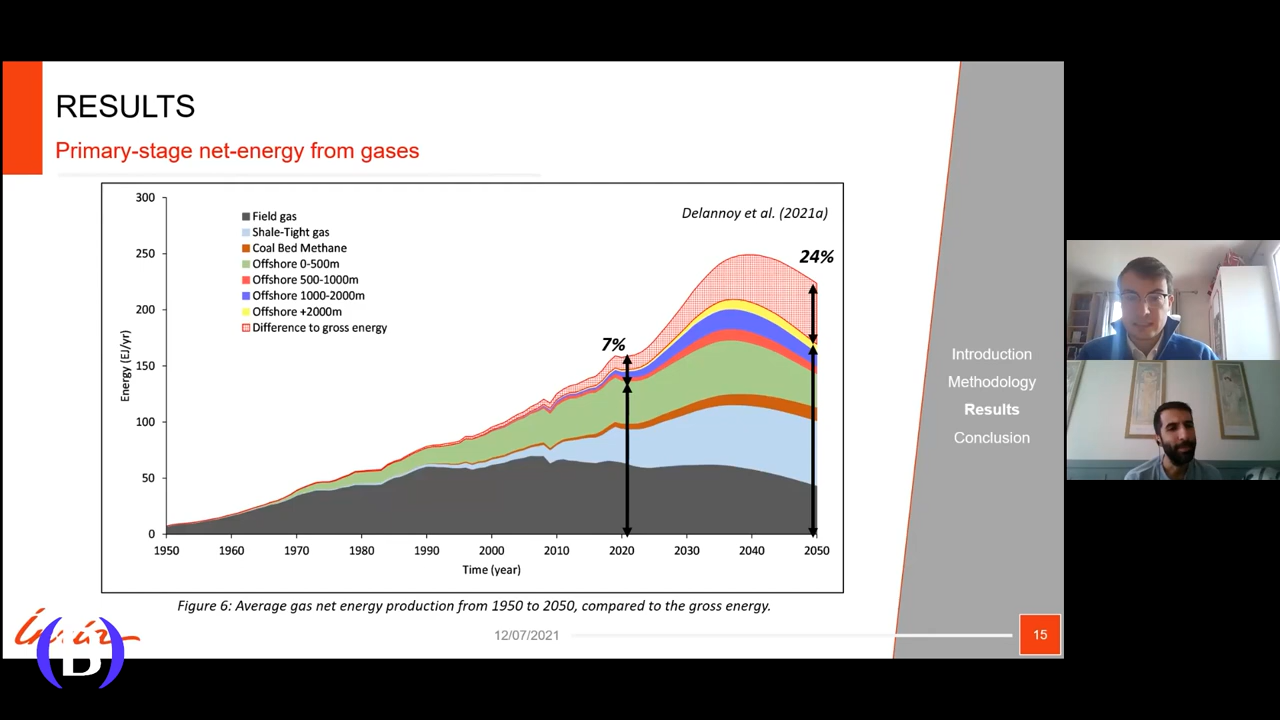 RESULTS
Primary-stage net-energy from gases
Delannoy et al. (2021a)
Field gas
Shale-Tight gas
Coal Bed Methane
Offshore 0-500m
Offshore 500-1000m
Offshore 1000-2000m
Offshore +2000m
Difference to gross energy
7%
24%
Energy (EJ/yr)
300
250
200
150
100
50
0
1950 1960 1970 1980 1990 2000 2010 2020 2030 2040 2050
Time (year)
Figure 6: Average gas net energy production from 1950 to 2050, compared to the gross energy.
Introduction
Methodology
Results
Conclusion
12/07/2021
15